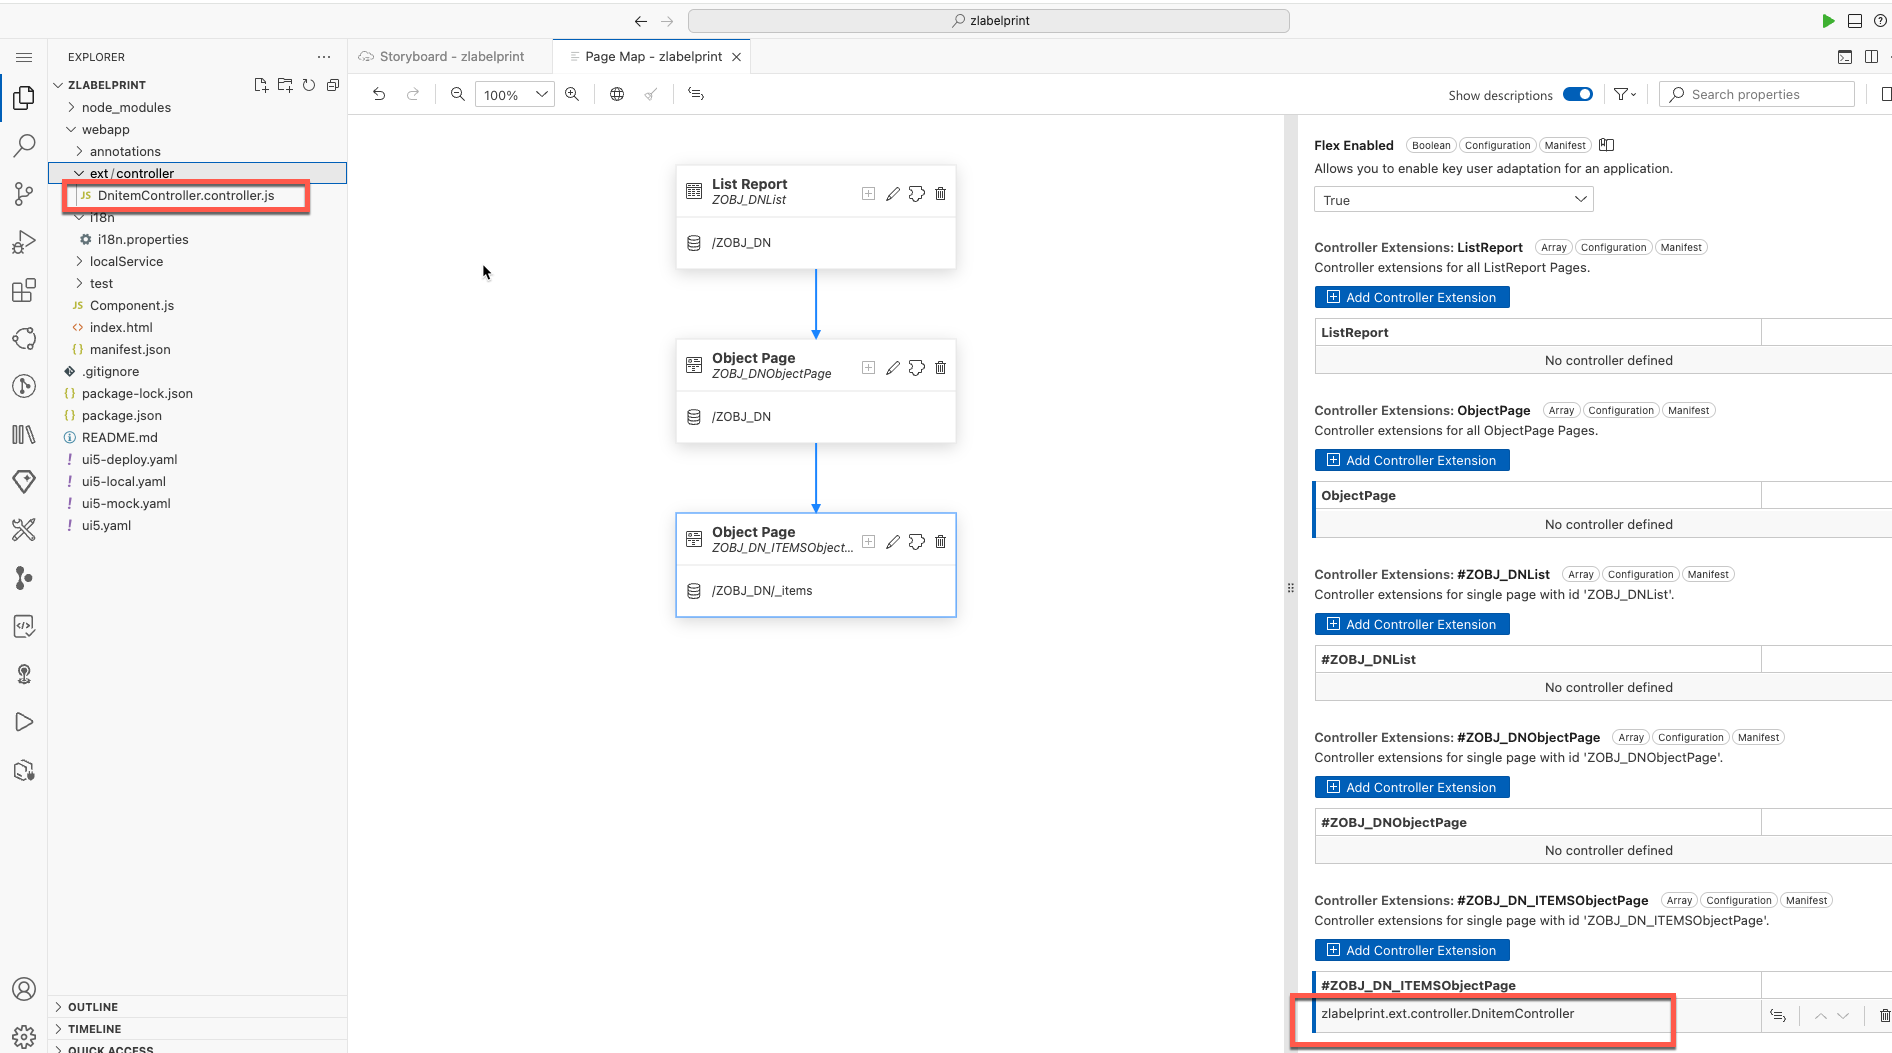 zlabelprint
EXPLORER
ZLABELPRINT
node_modules
webapp
annotations
ext / controller
JS DnitemController.controller.js
i18n
i18n.properties
localService
test
JS Component.js
<> index.html
{} manifest.json
.gitignore
{} package-lock.json
{} package.json
README.md
! ui5-deploy.yaml
! ui5-local.yaml
! ui5-mock.yaml
! ui5.yaml
OUTLINE
TIMELINE
QUICK ACCESS
Storyboard - zlabelprint
Page Map - zlabelprint
100%
Show descriptions
Search properties
List Report
ZOBJ_DNList
/ZOBJ_DN
Object Page
ZOBJ_DNObjectPage
/ZOBJ_DN
Object Page
ZOBJ_DN_ITEMSObject...
/ZOBJ_DN/_items
Flex Enabled Boolean Configuration Manifest
Allows you to enable key user adaptation for an application.
True
Controller Extensions: ListReport Array Configuration Manifest
Controller extensions for all ListReport Pages.
Add Controller Extension
ListReport
No controller defined
Controller Extensions: ObjectPage Array Configuration Manifest
Controller extensions for all ObjectPage Pages.
Add Controller Extension
ObjectPage
No controller defined
Controller Extensions: #ZOBJ_DNList Array Configuration Manifest
Controller extensions for single page with id 'ZOBJ_DNList'.
Add Controller Extension
#ZOBJ_DNList
No controller defined
Controller Extensions: #ZOBJ_DNObjectPage Array Configuration Manifest
Controller extensions for single page with id 'ZOBJ_DNObjectPage'.
Add Controller Extension
#ZOBJ_DNObjectPage
No controller defined
Controller Extensions: #ZOBJ_DN_ITEMSObjectPage Array Configuration Manifest
Controller extensions for single page with id 'ZOBJ_DN_ITEMSObjectPage'.
Add Controller Extension
#ZOBJ_DN_ITEMSObjectPage
zlabelprint.ext.controller.DnitemController